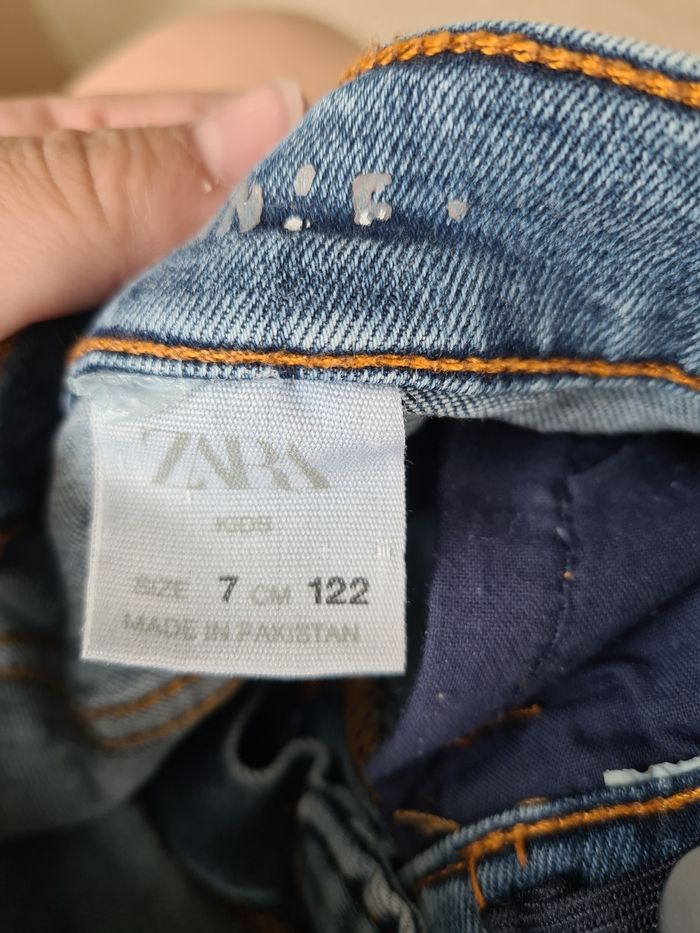 ZARA
KIDS
SIZE 7 CM 122
MADE IN PAKISTAN